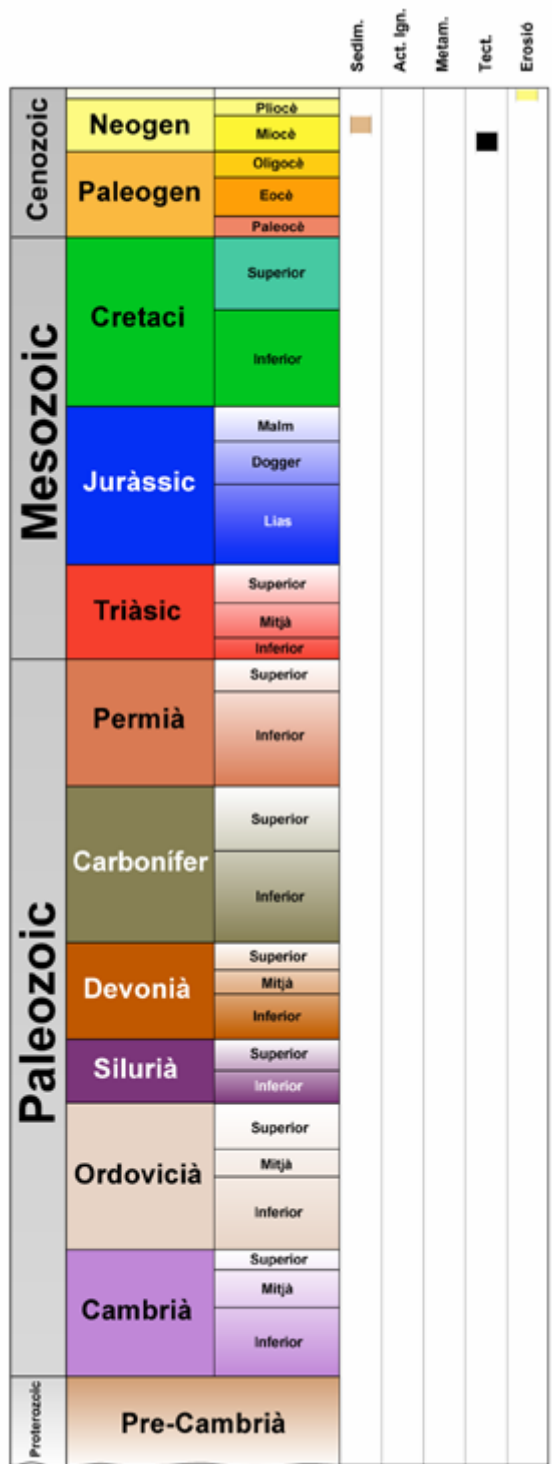 Sedim.
Act. Ign.
Metam.
Tect.
Erosió
Cenozoic
Neogen
Pliocè
Miocè
Paleogen
Oligocè
Eocè
Paleocè
Mesozoic
Cretaci
Superior
Inferior
Juràssic
Malm
Dogger
Lias
Triàsic
Superior
Mitjà
Inferior
Paleozoic
Permià
Superior
Inferior
Carbonífer
Superior
Inferior
Devonià
Superior
Mitjà
Inferior
Silurià
Superior
Inferior
Ordovicià
Superior
Mitjà
Inferior
Cambrià
Superior
Mitjà
Inferior
Proterozoic
Pre-Cambrià